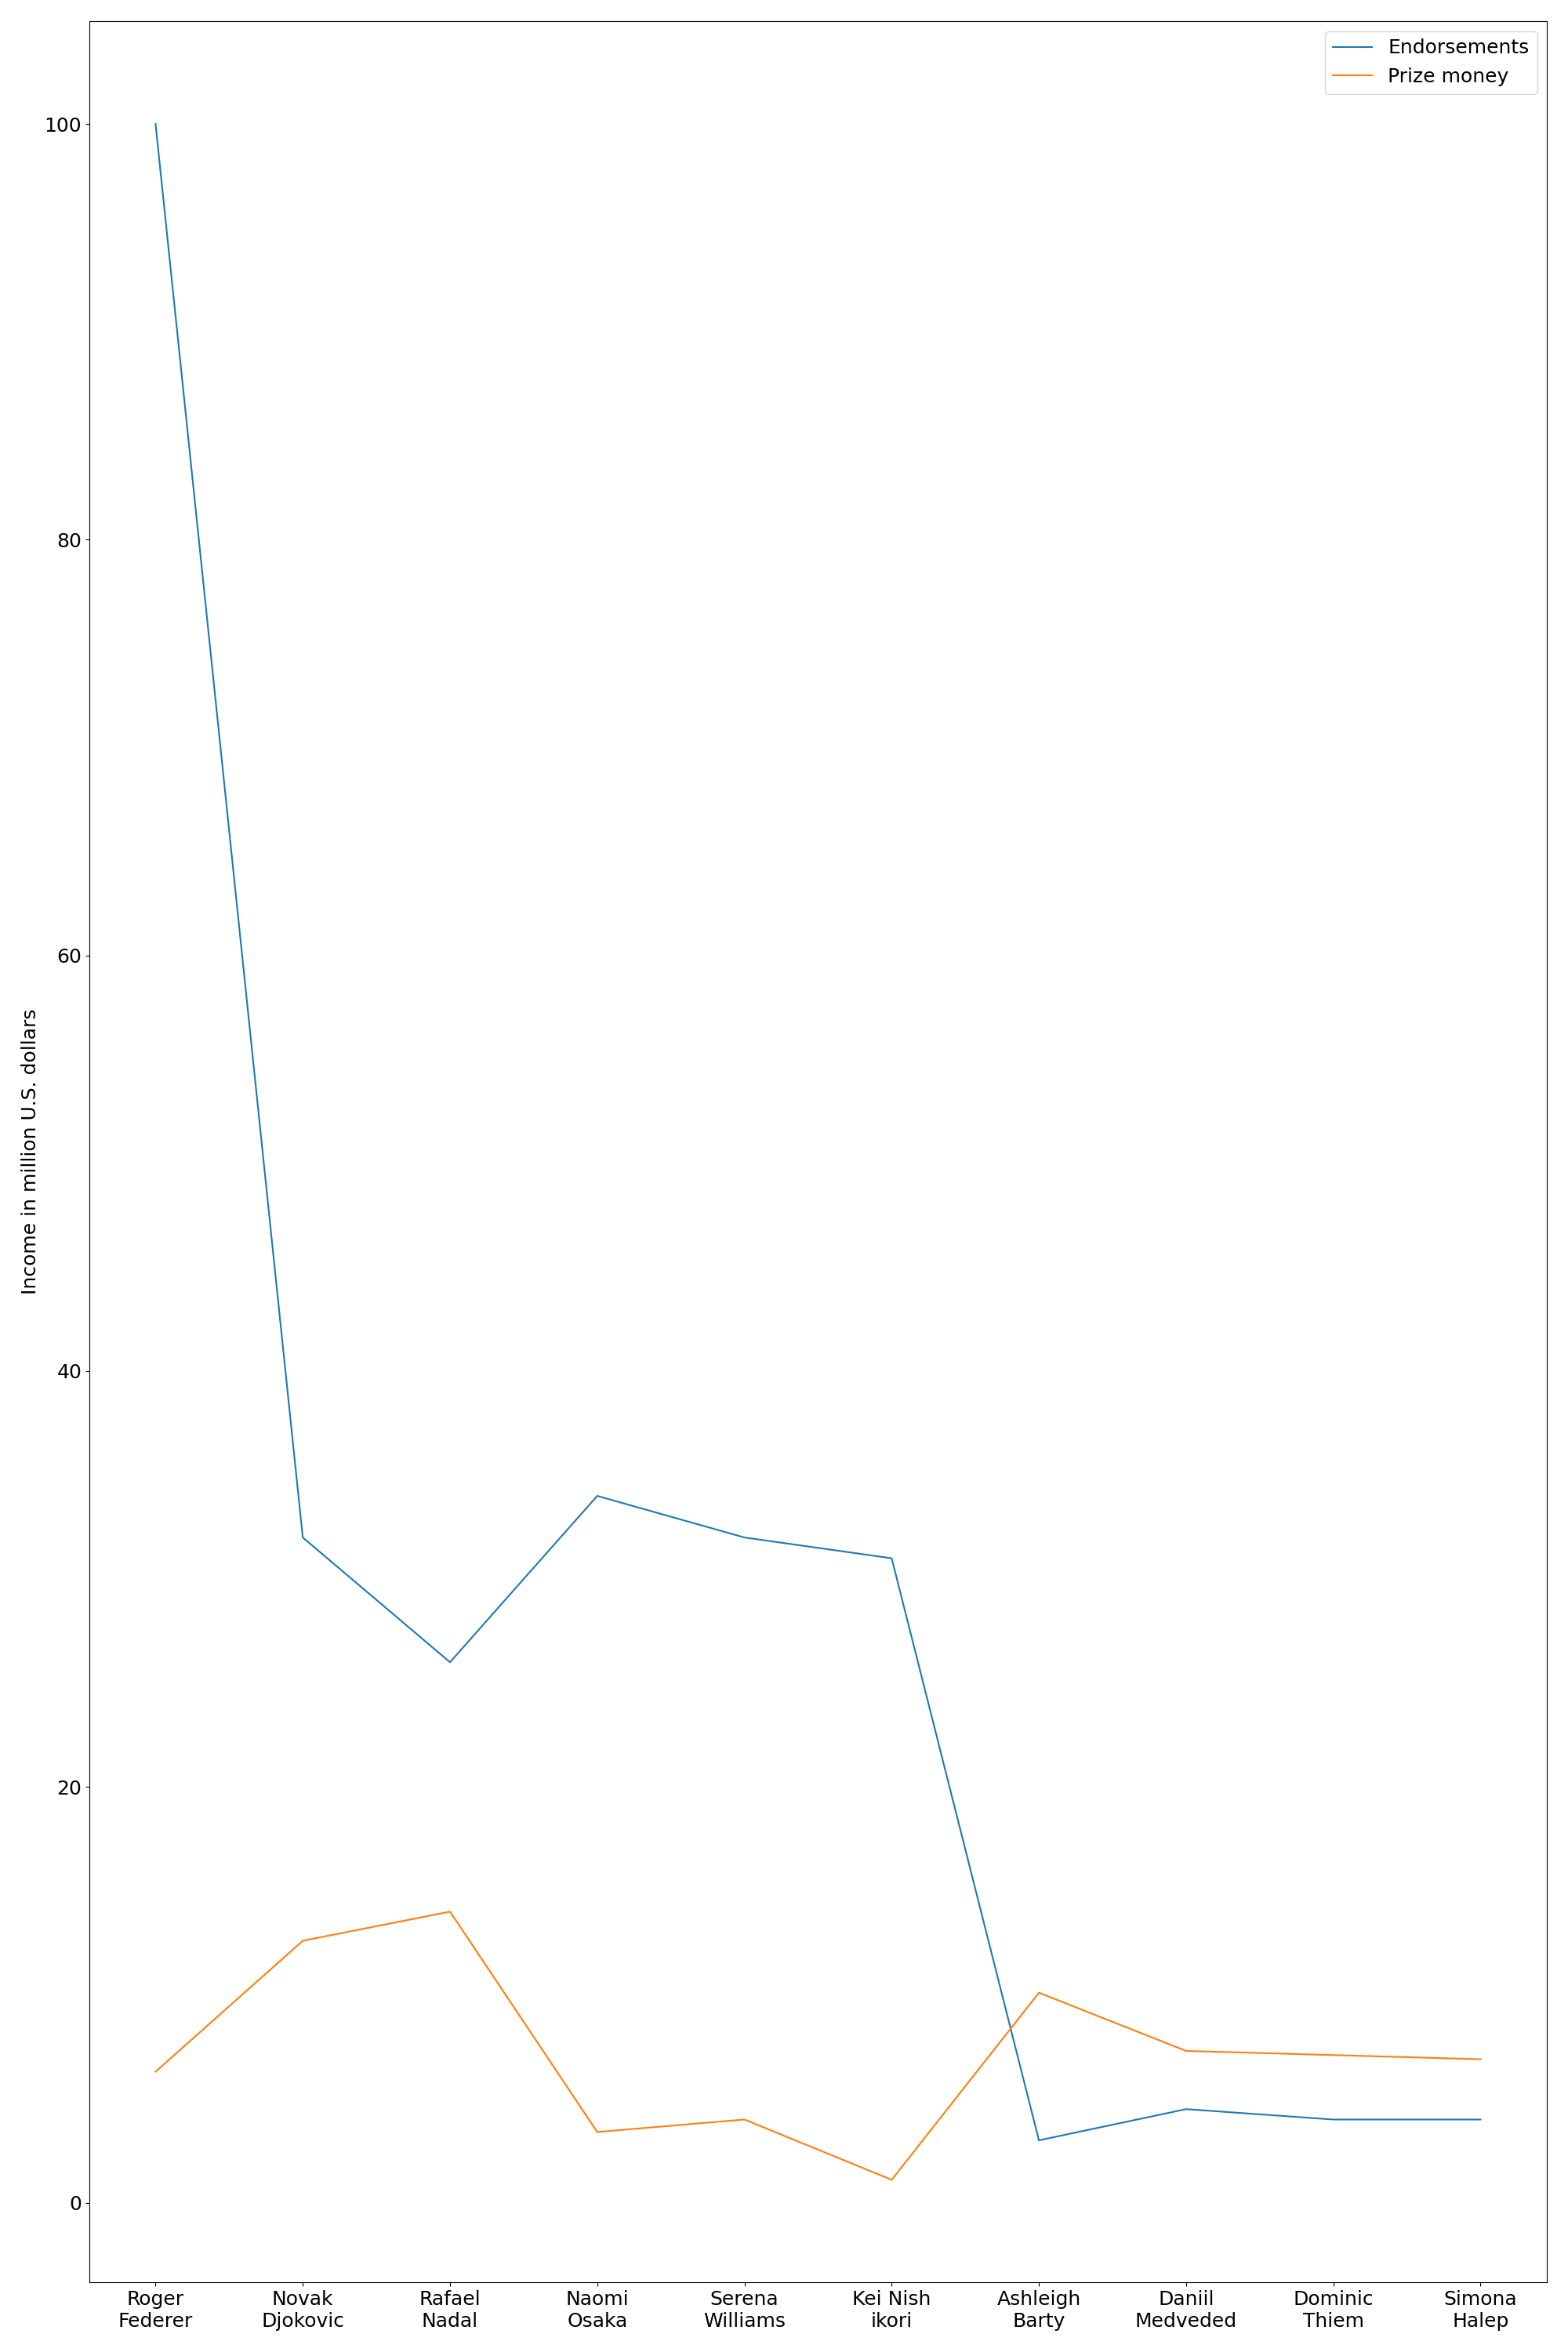 Endorsements
Prize money
100
80
60
40
20
0
Income in million U.S. dollars
Roger
Federer
Novak
Djokovic
Rafael
Nadal
Naomi
Osaka
Serena
Williams
Kei Nish
ikori
Ashleigh
Barty
Daniil
Medveded
Dominic
Thiem
Simona
Halep